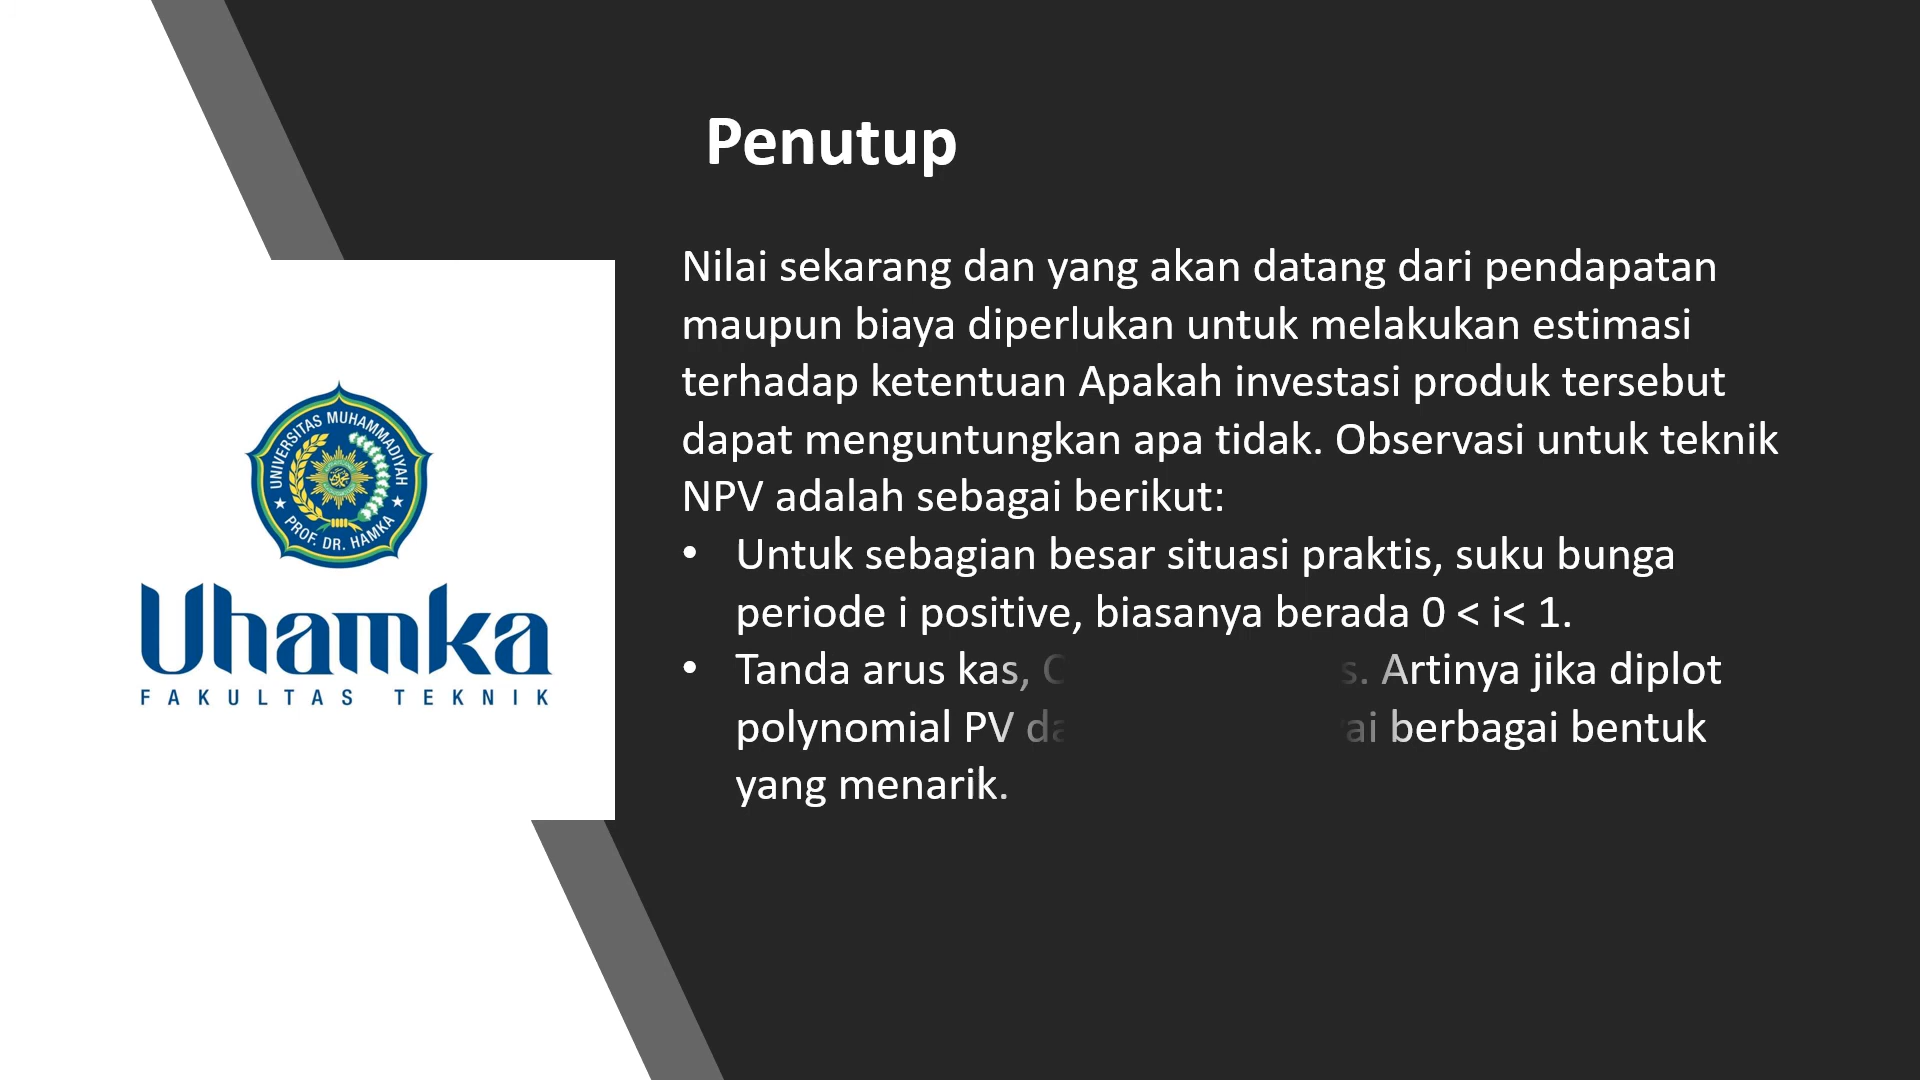 Penutup
Nilai sekarang dan yang akan datang dari pendapatan
maupun biaya diperlukan untuk melakukan estimasi
terhadap ketentuan Apakah investasi produk tersebut
dapat menguntungkan apa tidak. Observasi untuk teknik
NPV adalah sebagai berikut:
• Untuk sebagian besar situasi praktis, suku bunga
periode i positive, biasanya berada 0 < i< 1.
• Tanda arus kas, Artinya jika diplot
polynomial PV berbagai bentuk
yang menarik.
UNIVERSITAS MUHAMMADIYAH
PROF. DR. HAMKA
Uhamka
FAKULTAS TEKNIK